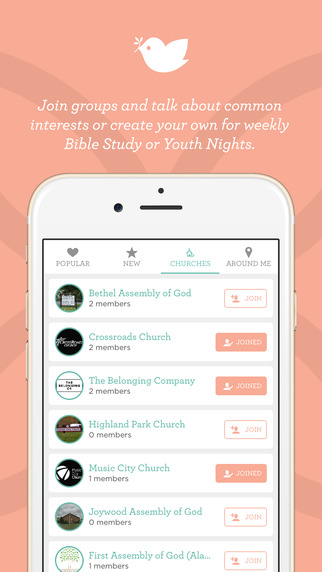 Join groups and talk about common
interests or create your own for weekly
Bible Study or Youth Nights.
POPULAR
NEW
CHURCHES
AROUND ME
Bethel Assembly of God
2 members
JOIN
Crossroads Church
2 members
JOINED
THE
BELONGING
CO
The Belonging Company
2 members
JOINED
Highland Park Church
0 members
JOIN
Music City Church
1 members
JOINED
Joywood Assembly of God
0 members
JOIN
First Assembly of God (Ala...
1 members
JOIN